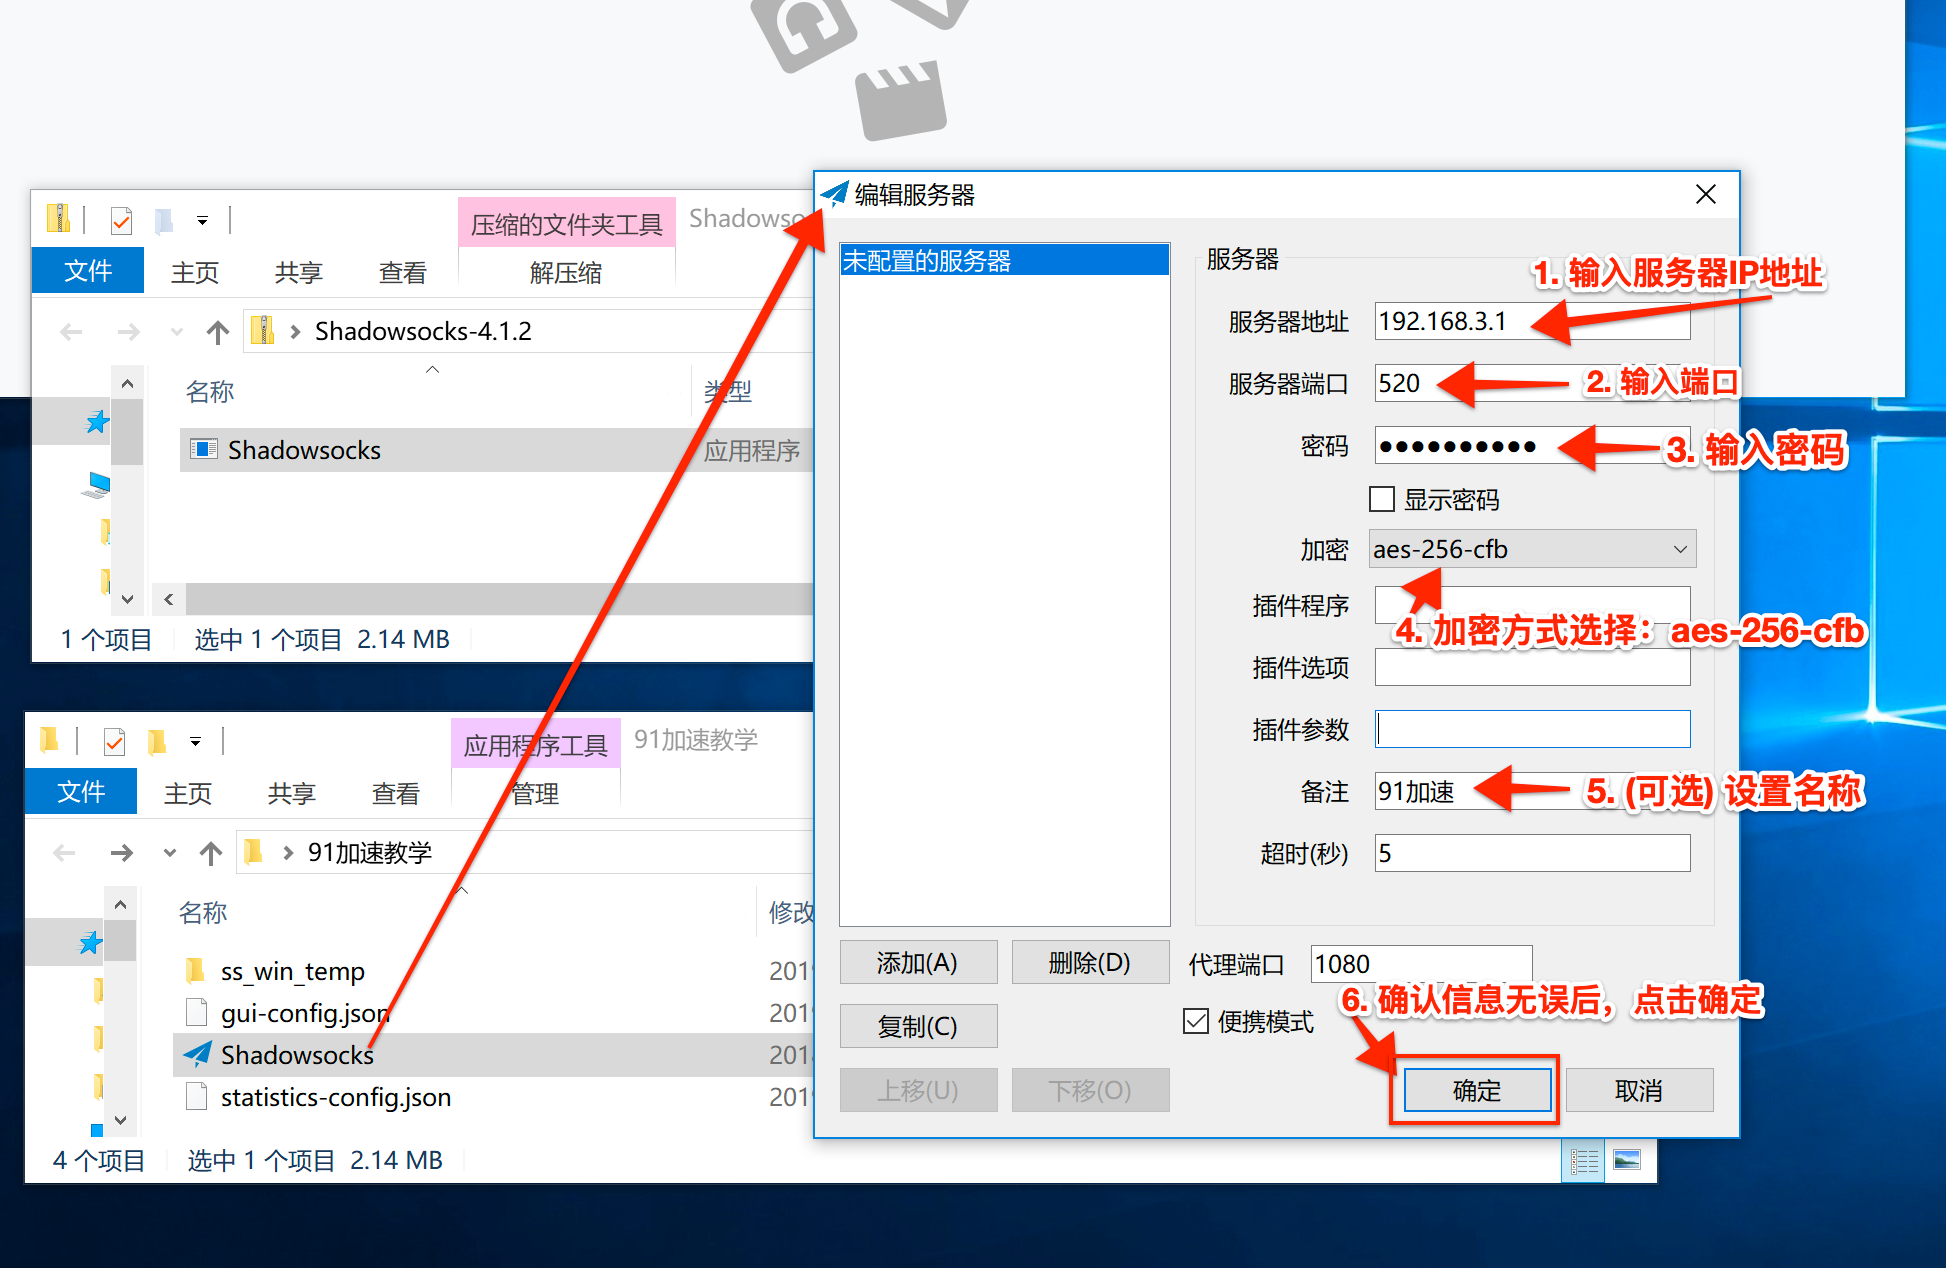 压缩的文件夹工具
Shadowso
文件
主页
共享
查看
解压缩
Shadowsocks-4.1.2
名称
类型
Shadowsocks
应用程序
1 个项目
选中 1 个项目 2.14 MB
应用程序工具
91加速教学
文件
主页
共享
查看
管理
91加速教学
名称
修改
ss_win_temp
201
gui-config.json
201
Shadowsocks
201
statistics-config.json
201
4 个项目
选中 1 个项目 2.14 MB
编辑服务器
未配置的服务器
服务器
1. 输入服务器IP地址
服务器地址
192.168.3.1
服务器端口
520
2. 输入端口
密码
●●●●●●●●●●
3. 输入密码
显示密码
加密
aes-256-cfb
插件程序
4. 加密方式选择：aes-256-cfb
插件选项
插件参数
备注
91加速
5. (可选) 设置名称
超时(秒)
5
添加(A)
删除(D)
代理端口
1080
6. 确认信息无误后，点击确定
复制(C)
便携模式
上移(U)
下移(O)
确定
取消